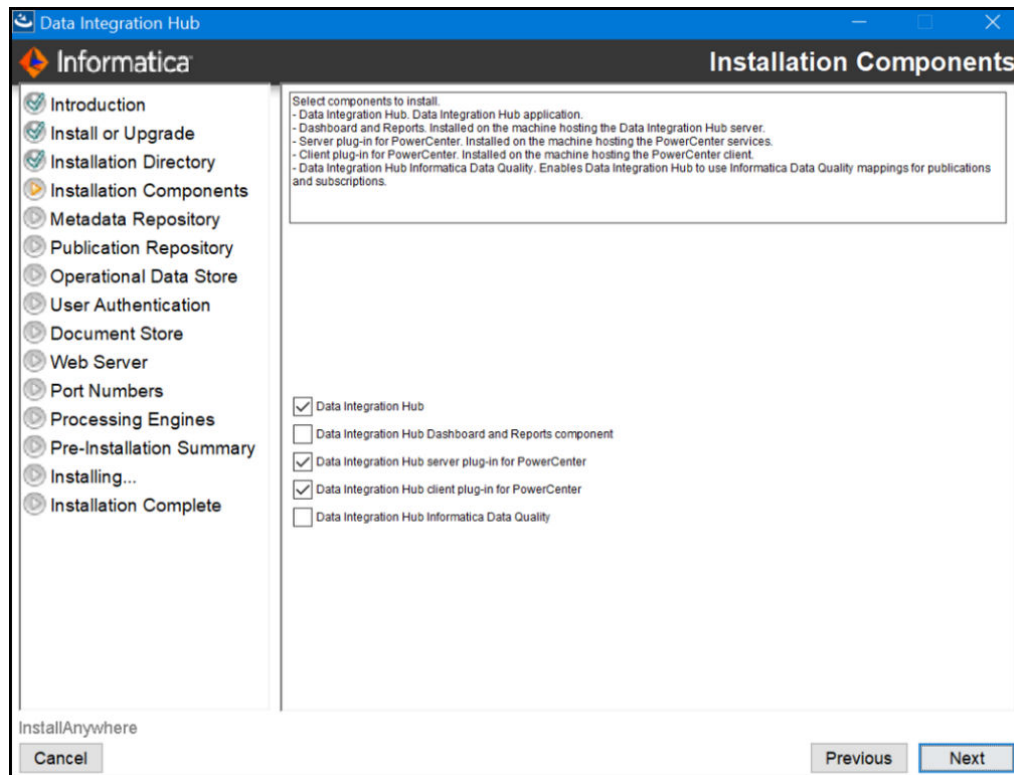 Data Integration Hub
Informatica
Installation Components
Introduction
Install or Upgrade
Installation Directory
Installation Components
Metadata Repository
Publication Repository
Operational Data Store
User Authentication
Document Store
Web Server
Port Numbers
Processing Engines
Pre-Installation Summary
Installing...
Installation Complete
Select components to install.
- Data Integration Hub. Data Integration Hub application.
- Dashboard and Reports. Installed on the machine hosting the Data Integration Hub server.
- Server plug-in for PowerCenter. Installed on the machine hosting the PowerCenter services.
- Client plug-in for PowerCenter. Installed on the machine hosting the PowerCenter client.
- Data Integration Hub Informatica Data Quality. Enables Data Integration Hub to use Informatica Data Quality mappings for publications
and subscriptions.
Data Integration Hub
Data Integration Hub Dashboard and Reports component
Data Integration Hub server plug-in for PowerCenter
Data Integration Hub client plug-in for PowerCenter
Data Integration Hub Informatica Data Quality
InstallAnywhere
Cancel
Previous
Next